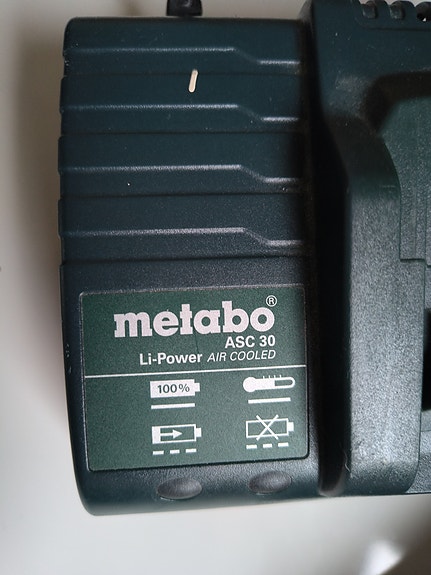 metabo®
ASC 30
Li-Power AIR COOLED
100%